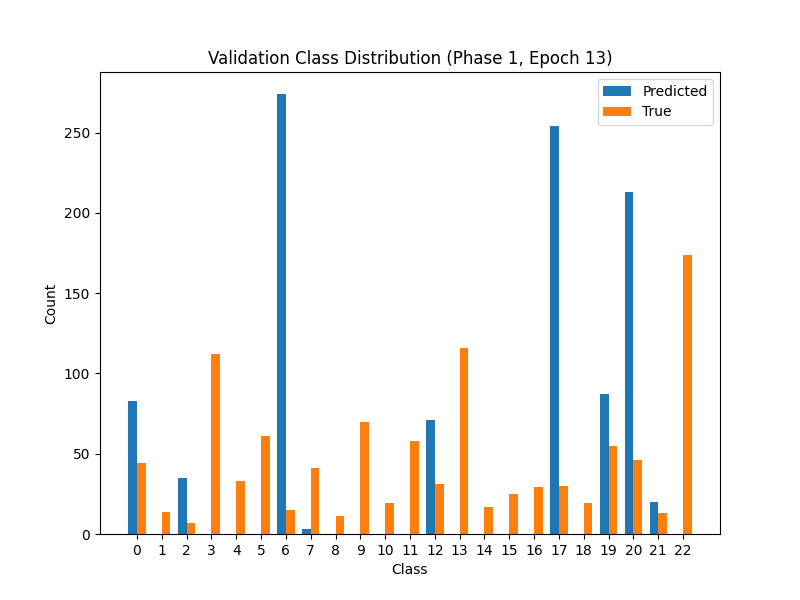 Validation Class Distribution (Phase 1, Epoch 13)
Predicted
True
250
200
150
100
50
0
Count
0 1 2 3 4 5 6 7 8 9 10 11 12 13 14 15 16 17 18 19 20 21 22
Class